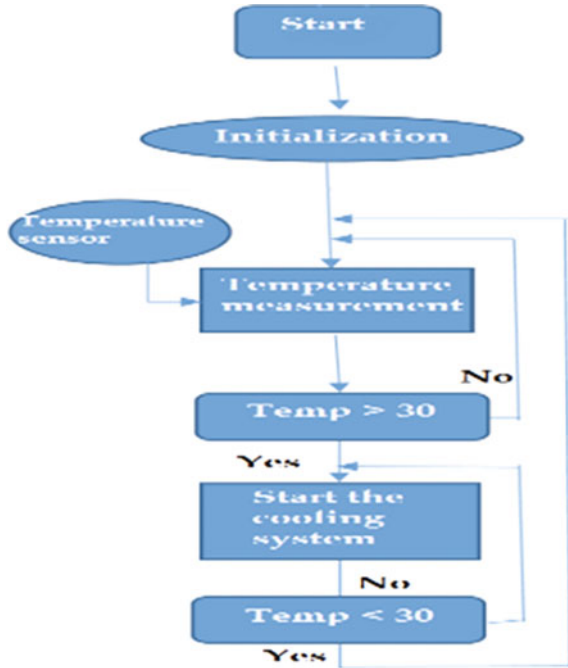 Start
Initialization
Temperature
sensor
Temperature
measurement
No
Temp > 30
Yes
Start the
cooling
system
No
Temp < 30
Yes